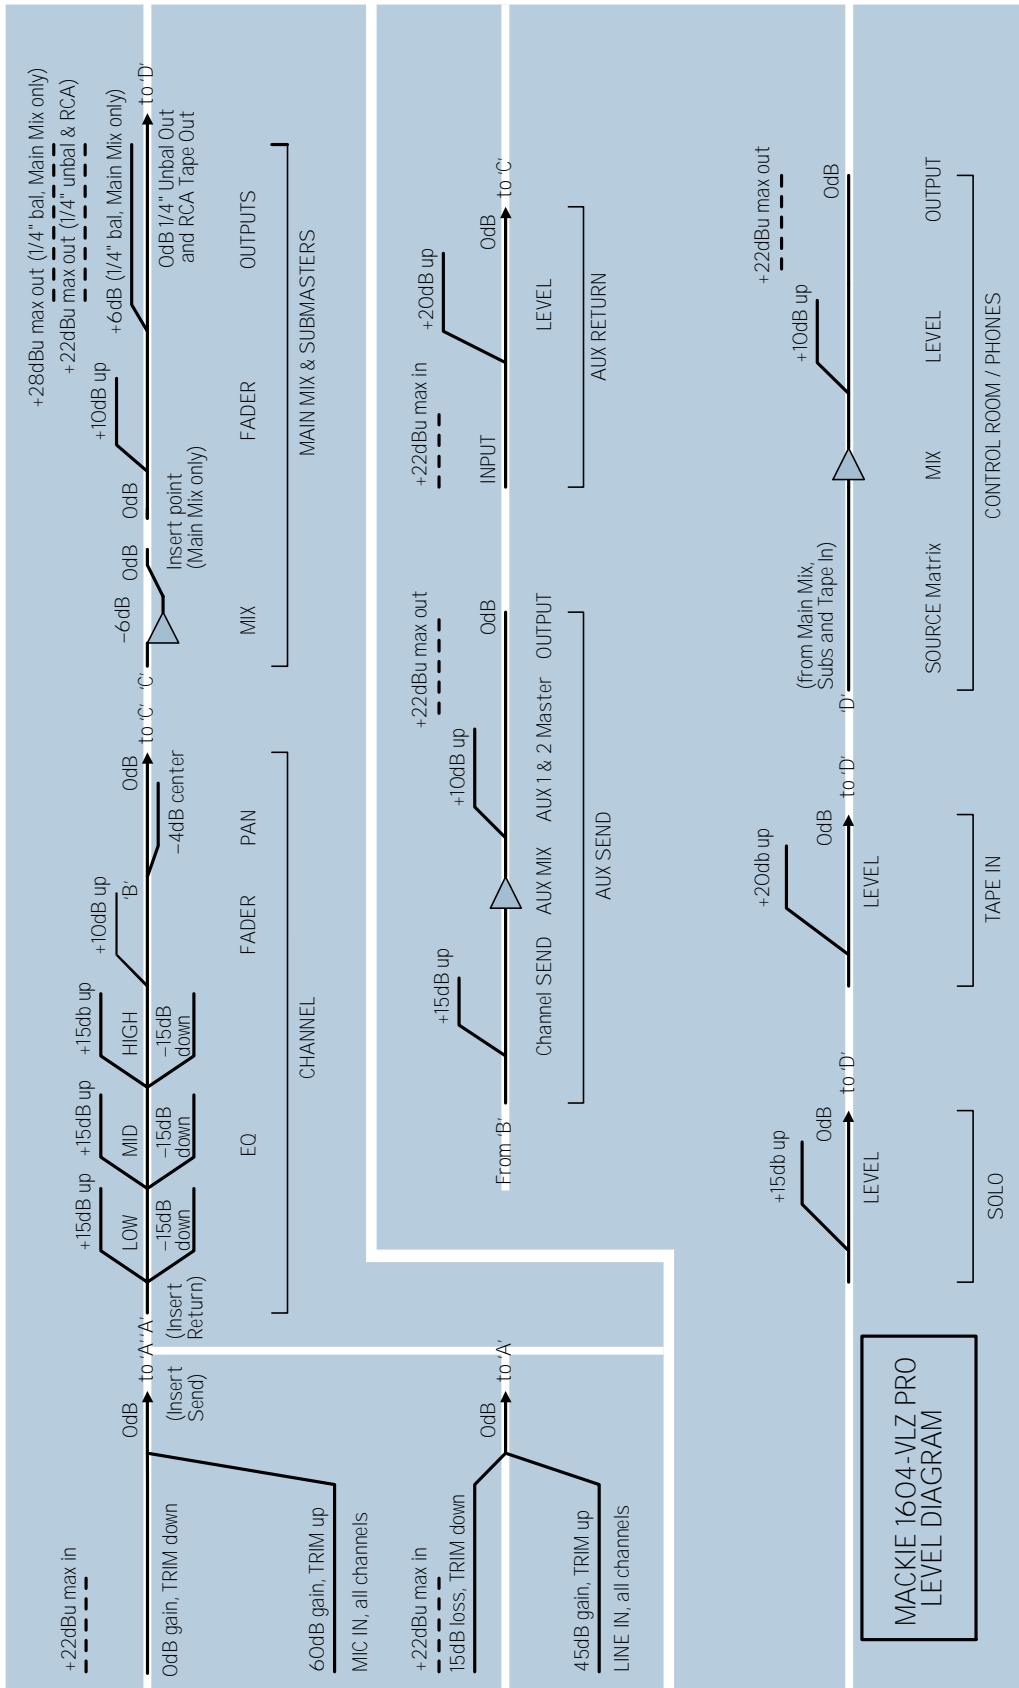 +22dBu max in
0dB gain, TRIM down
60dB gain, TRIM up
MIC IN, all channels
0dB
to 'A'
(Insert
Send)
'A'
(Insert
Return)
+15dB up
LOW
–15dB
down
+15dB up
MID
–15dB
down
+15db up
HIGH
–15dB
down
EQ
+10dB up
'B'
FADER
–4dB center
PAN
0dB
to 'C'
CHANNEL
'C'
–6dB
MIX
0dB
Insert point
(Main Mix only)
0dB
+10dB up
FADER
+28dBu max out (1/4" bal, Main Mix only)
+22dBu max out (1/4" unbal & RCA)
+6dB (1/4" bal, Main Mix only)
to 'D'
0dB 1/4" Unbal Out
and RCA Tape Out
OUTPUTS
MAIN MIX & SUBMASTERS
+22dBu max in
15dB loss, TRIM down
45dB gain, TRIM up
LINE IN, all channels
0dB
to 'A'
From 'B'
+15dB up
Channel SEND
AUX MIX
+10dB up
AUX 1 & 2 Master
+22dBu max out
0dB
OUTPUT
AUX SEND
+22dBu max in
INPUT
+20dB up
LEVEL
0dB
to 'C'
AUX RETURN
+15db up
LEVEL
0dB
to 'D'
SOLO
+20db up
LEVEL
0dB
to 'D'
TAPE IN
'D'
(from Main Mix,
Subs and Tape In)
SOURCE Matrix
MIX
+10dB up
LEVEL
+22dBu max out
0dB
OUTPUT
CONTROL ROOM / PHONES
MACKIE 1604-VLZ PRO
LEVEL DIAGRAM